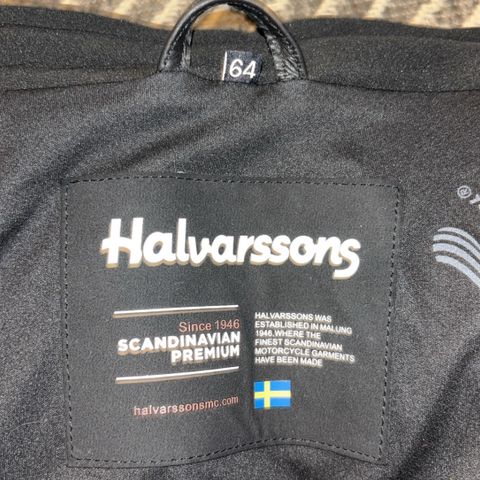 64
Halvarssons
Since 1946
SCANDINAVIAN
PREMIUM
halvarssonsmc.com
HALVARSSONS WAS
ESTABLISHED IN MALUNG
1946,WHERE THE
FINEST SCANDINAVIAN
MOTORCYCLE GARMENTS
HAVE BEEN MADE